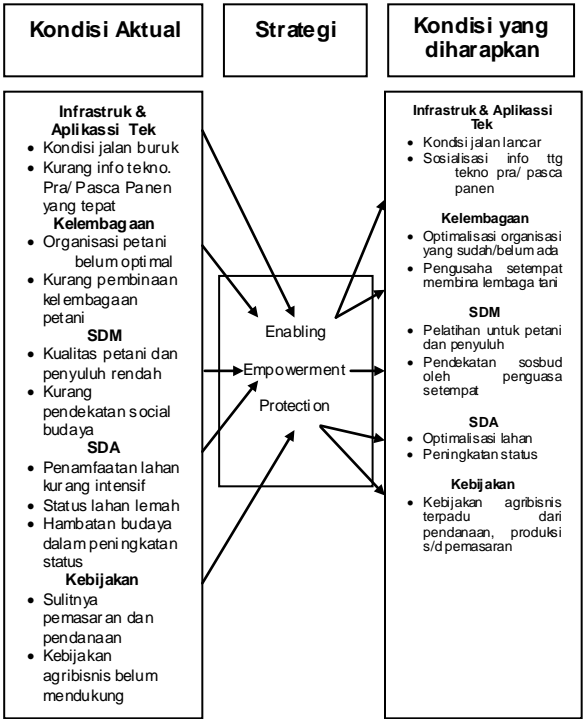 Kondisi Aktual
Strategi
Kondisi yang
diharapkan
Infrastruk &
Aplikassi Tek
• Kondisi jalan buruk
• Kurang info tekno.
Pra/ Pasca Panen
yang tepat
Kelembagaan
• Organisasi petani
belum optimal
• Kurang pembinaan
kelembagaan
petani
SDM
• Kualitas petani dan
penyuluh rendah
• Kurang
pendekatan social
budaya
SDA
• Penamfaatan lahan
kurang intensif
• Status lahan lemah
• Hambatan budaya
dalam peningkatan
status
Kebijakan
• Sulitnya
pemasaran dan
pendanaan
• Kebijakan
agribisnis belum
mendukung
Enabling
Empowerment
Protection
Infrastruk & Aplikassi
Tek
• Kondisi jalan lancar
• Sosialisasi info ttg
tekno pra/ pasca
panen
Kelembagaan
• Optimalisasi organisasi
yang sudah/belum ada
• Pengusaha setempat
membina lembaga tani
SDM
• Pelatihan untuk petani
dan penyuluh
• Pendekatan sosbud
oleh penguasa
setempat
SDA
• Optimalisasi lahan
• Peningkatan status
Kebijakan
• Kebijakan agribisnis
terpadu dari
pendanaan, produksi
s/d pemasaran